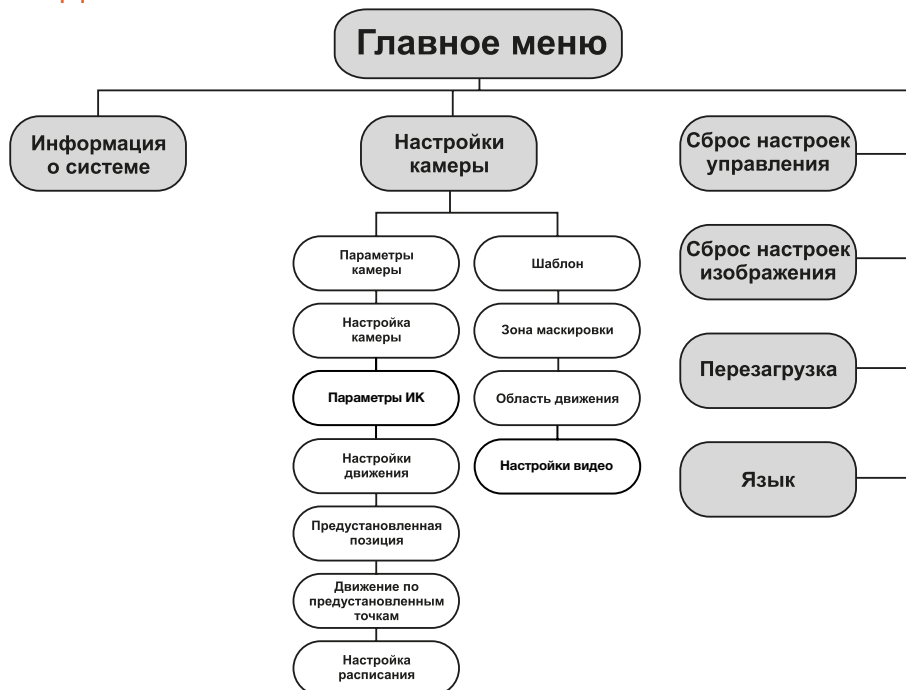 Главное меню
Информация
о системе
Настройки
камеры
Сброс настроек
управления
Сброс настроек
изображения
Перезагрузка
Язык
Параметры
камеры
Настройка
камеры
Параметры ИК
Настройки
движения
Предустановленная
позиция
Движение по
предустановленным
точкам
Настройка
расписания
Шаблон
Зона маскировки
Область движения
Настройки видео